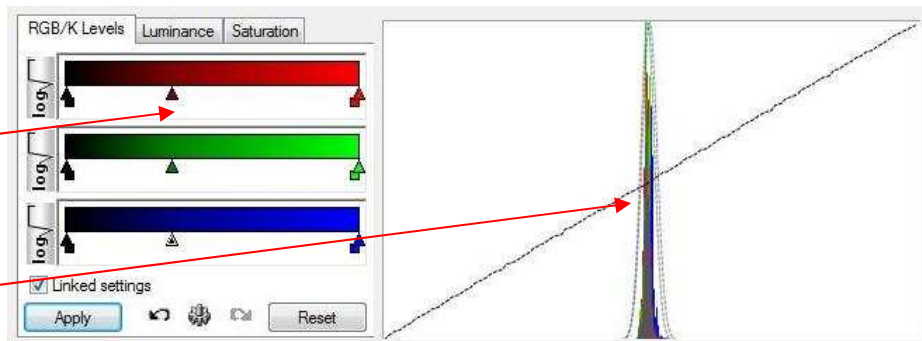 RGB/K Levels Luminance Saturation
log √
log √
log √
Linked settings
Apply Reset